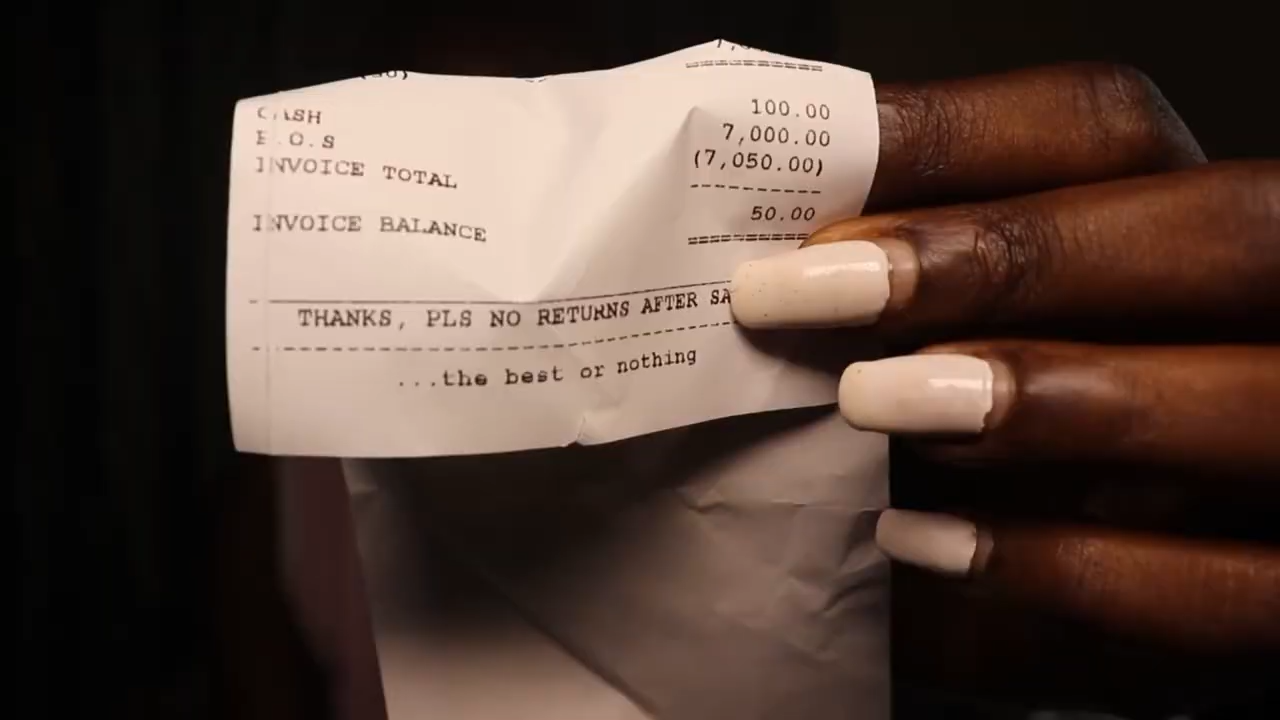 CASH 100.00
P.O.S 7,000.00
INVOICE TOTAL (7,050.00)
INVOICE BALANCE 50.00
THANKS, PLS NO RETURNS AFTER
...the best or nothing